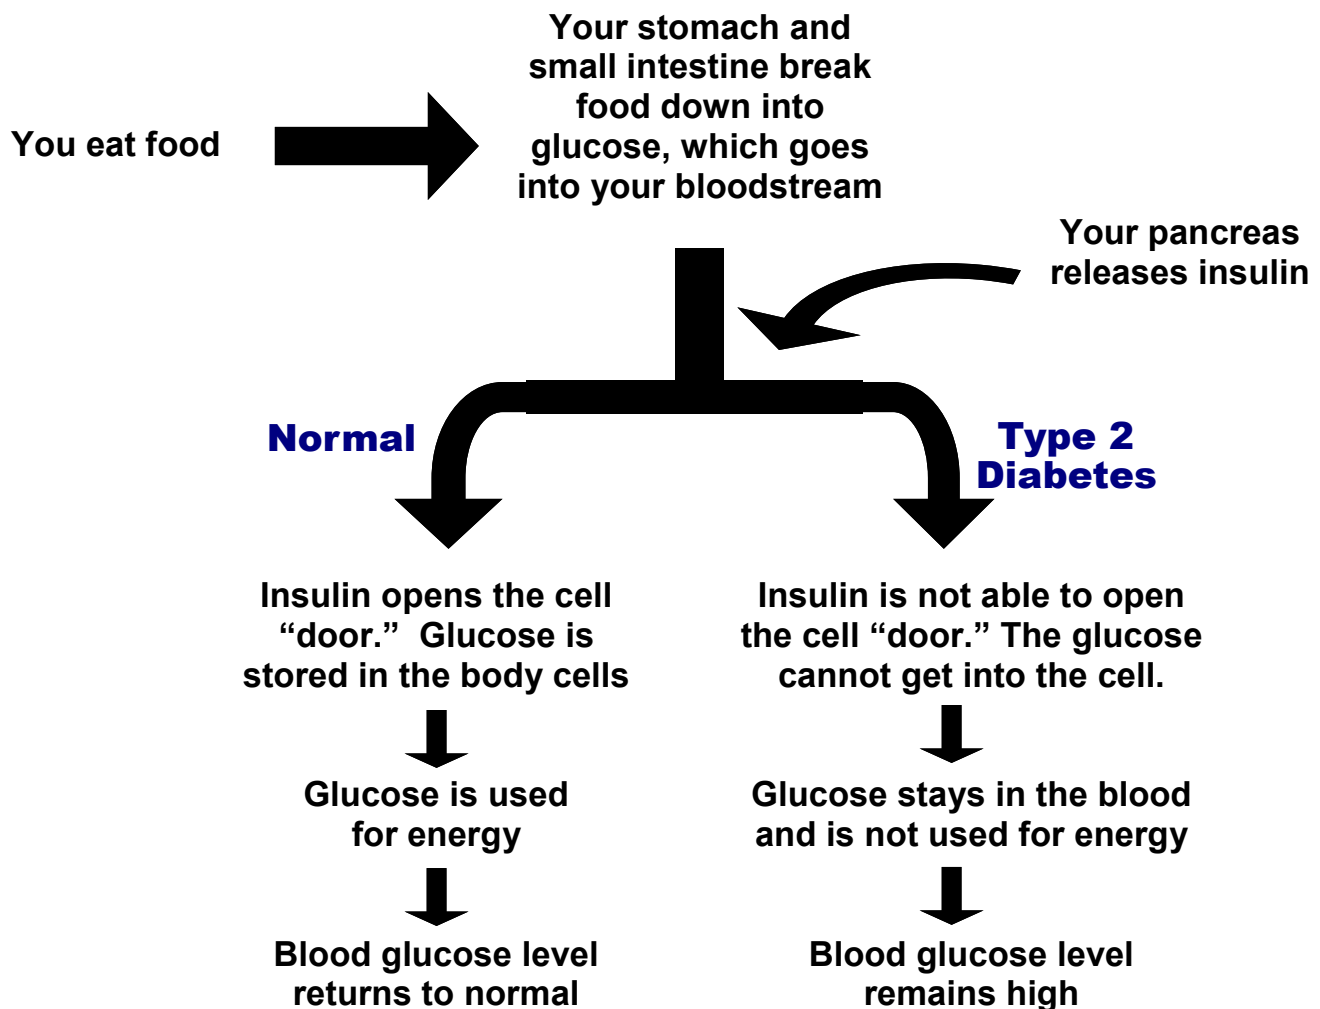 You eat food
Your stomach and
small intestine break
food down into
glucose, which goes
into your bloodstream
Your pancreas
releases insulin
Normal
Insulin opens the cell
“door.”  Glucose is
stored in the body cells
Glucose is used
for energy
Blood glucose level
returns to normal
Type 2
Diabetes
Insulin is not able to open
the cell “door.” The glucose
cannot get into the cell.
Glucose stays in the blood
and is not used for energy
Blood glucose level
remains high